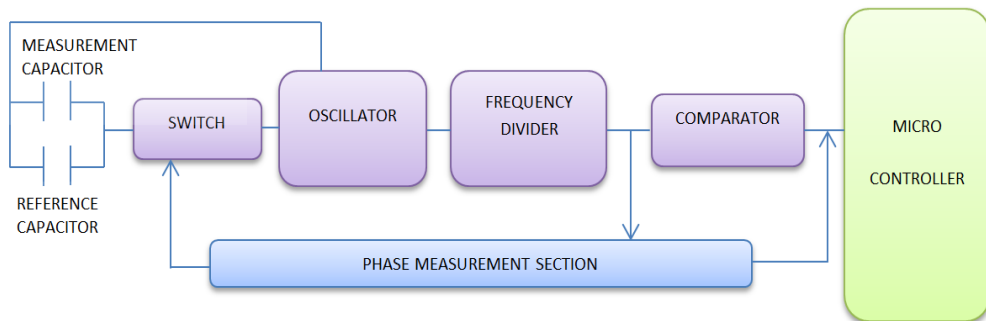 MEASUREMENT
CAPACITOR
REFERENCE
CAPACITOR
SWITCH
OSCILLATOR
FREQUENCY
DIVIDER
COMPARATOR
MICRO
CONTROLLER
PHASE MEASUREMENT SECTION